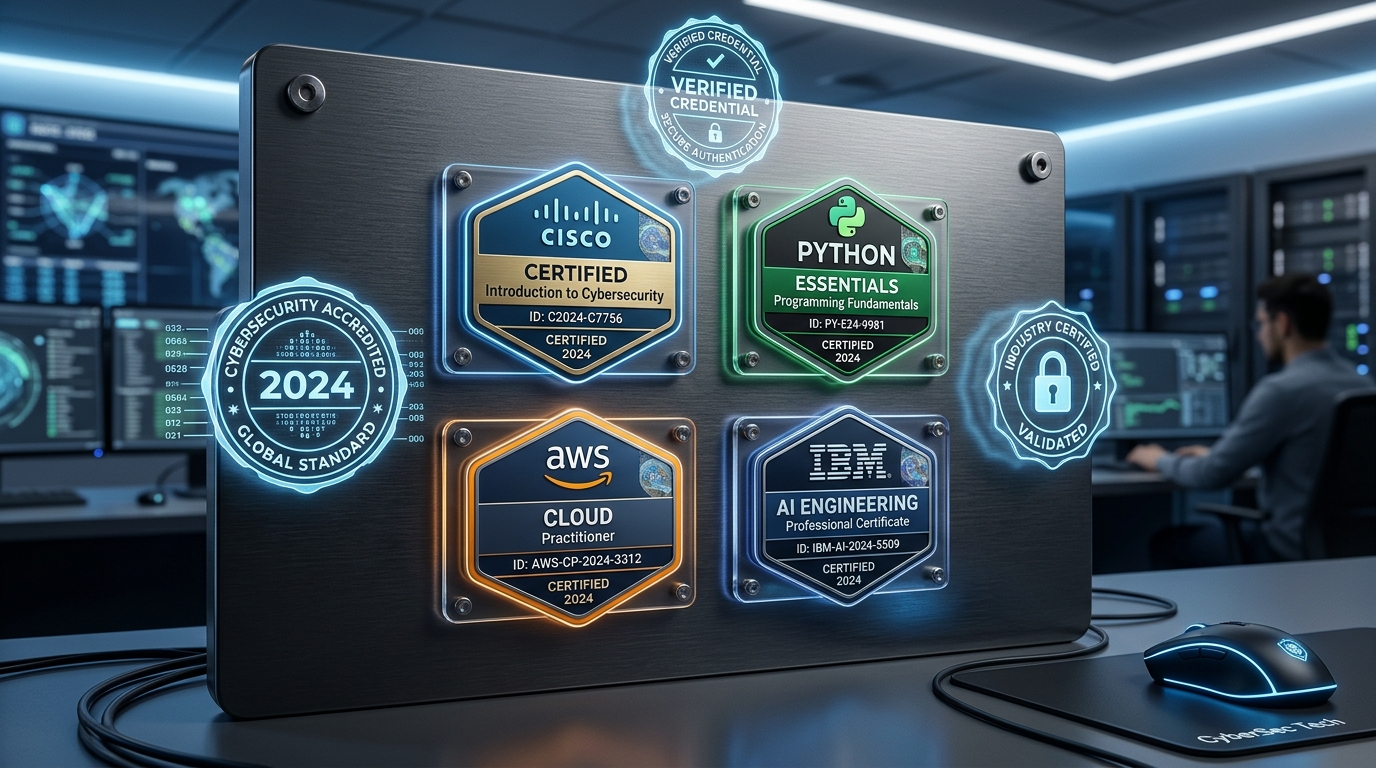 VERIFIED CREDENTIAL
VERIFIED
CREDENTIAL
SECURE AUTHENTICATION
CISCO
CERTIFIED
Introduction to Cybersecurity
ID: C2024-C7756
CERTIFIED
2024
PYTHON
ESSENTIALS
Programming Fundamentals
ID: PY-E24-9981
CERTIFIED
2024
CYBERSECURITY ACCREDITED
2024
GLOBAL STANDARD
INDUSTRY CERTIFIED
VALIDATED
aws
CLOUD
Practitioner
ID: AWS-CP-2024-3312
CERTIFIED
2024
IBM
AI ENGINEERING
Professional Certificate
ID: IBM-AI-2024-5509
CERTIFIED
2024
CyberSec Tech